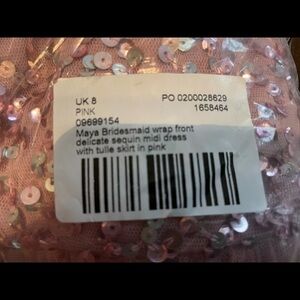 UK 8 PO 0200028629
PINK 1658464
09699154
Maya Bridesmaid wrap front
delicate sequin midi dress
with tulle skirt in pink